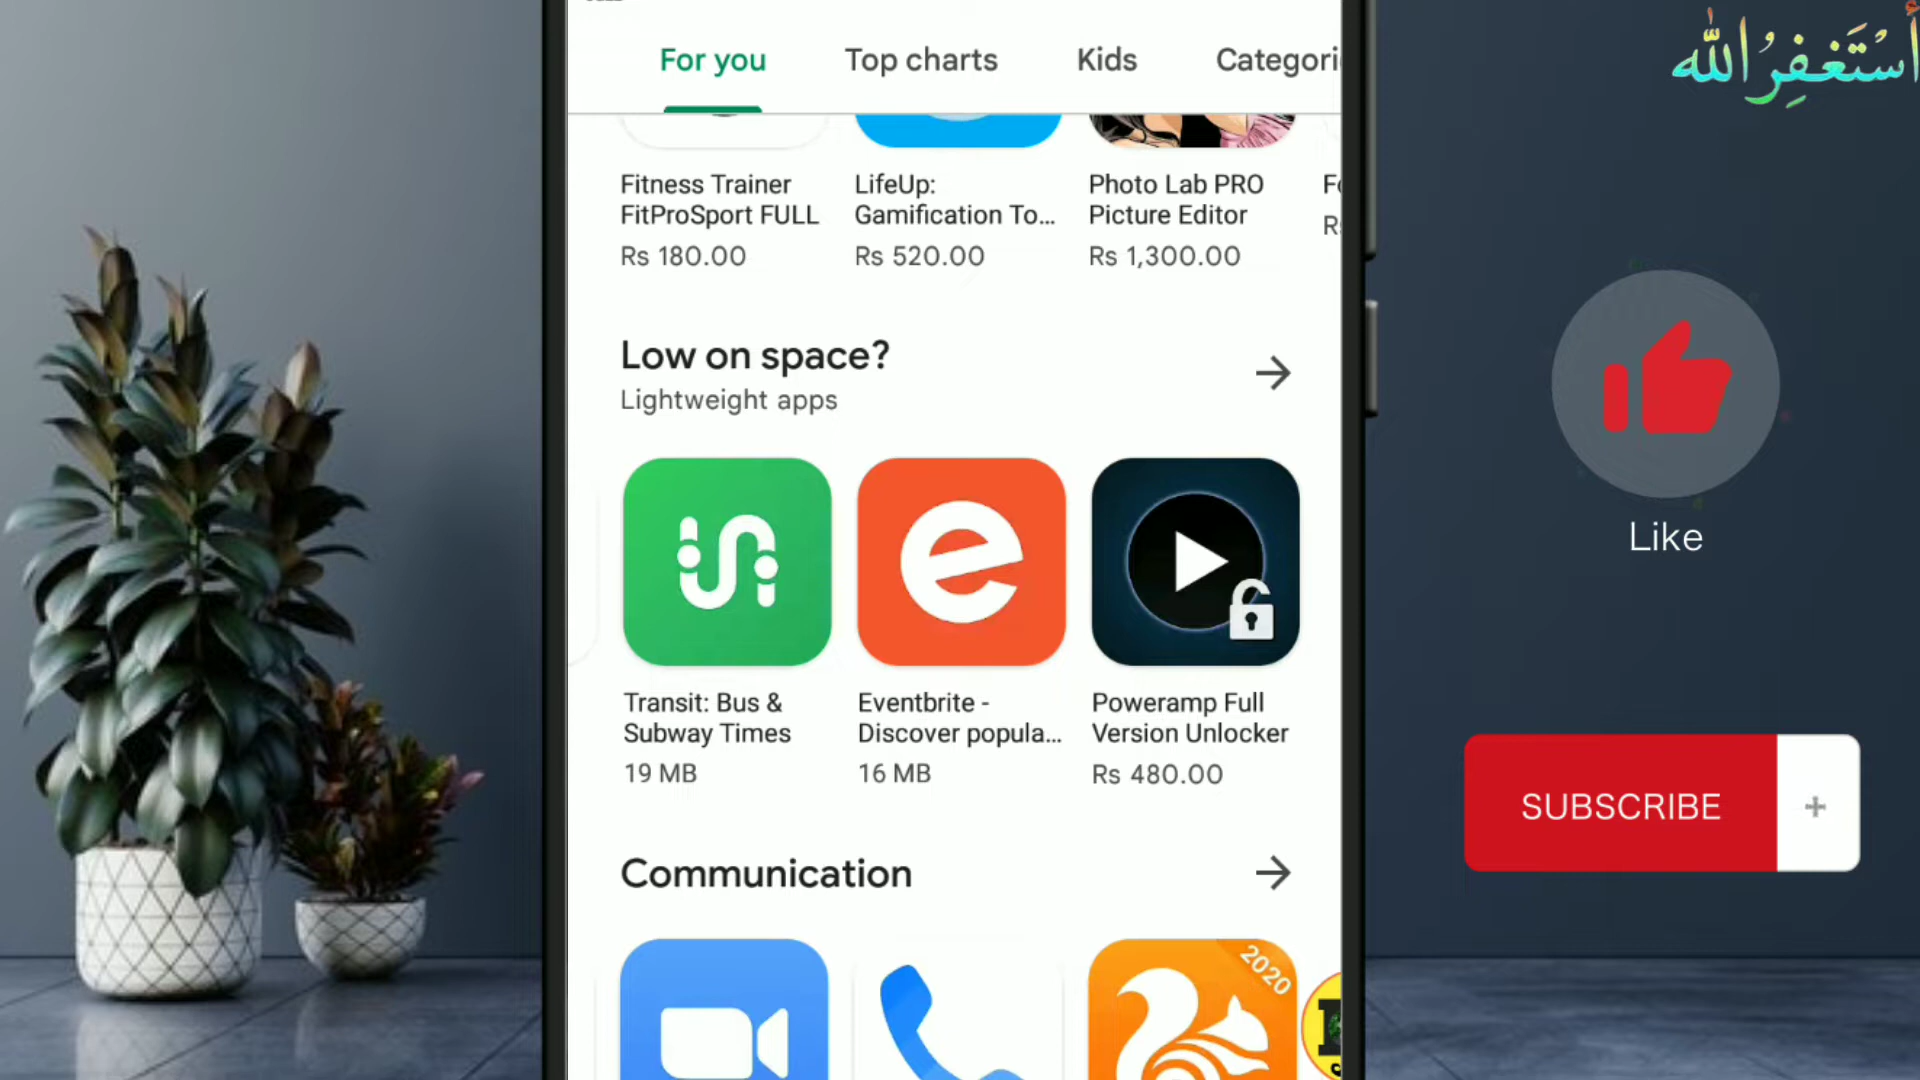 For you Top charts Kids Categori
أَسْتَغْفِرُ اللّٰه
Fitness Trainer
FitProSport FULL
Rs 180.00
LifeUp:
Gamification To...
Rs 520.00
Photo Lab PRO
Picture Editor
Rs 1,300.00
Low on space?
Lightweight apps
Transit: Bus &
Subway Times
19 MB
Eventbrite -
Discover popula...
16 MB
Poweramp Full
Version Unlocker
Rs 480.00
Communication
2020
Like
SUBSCRIBE +